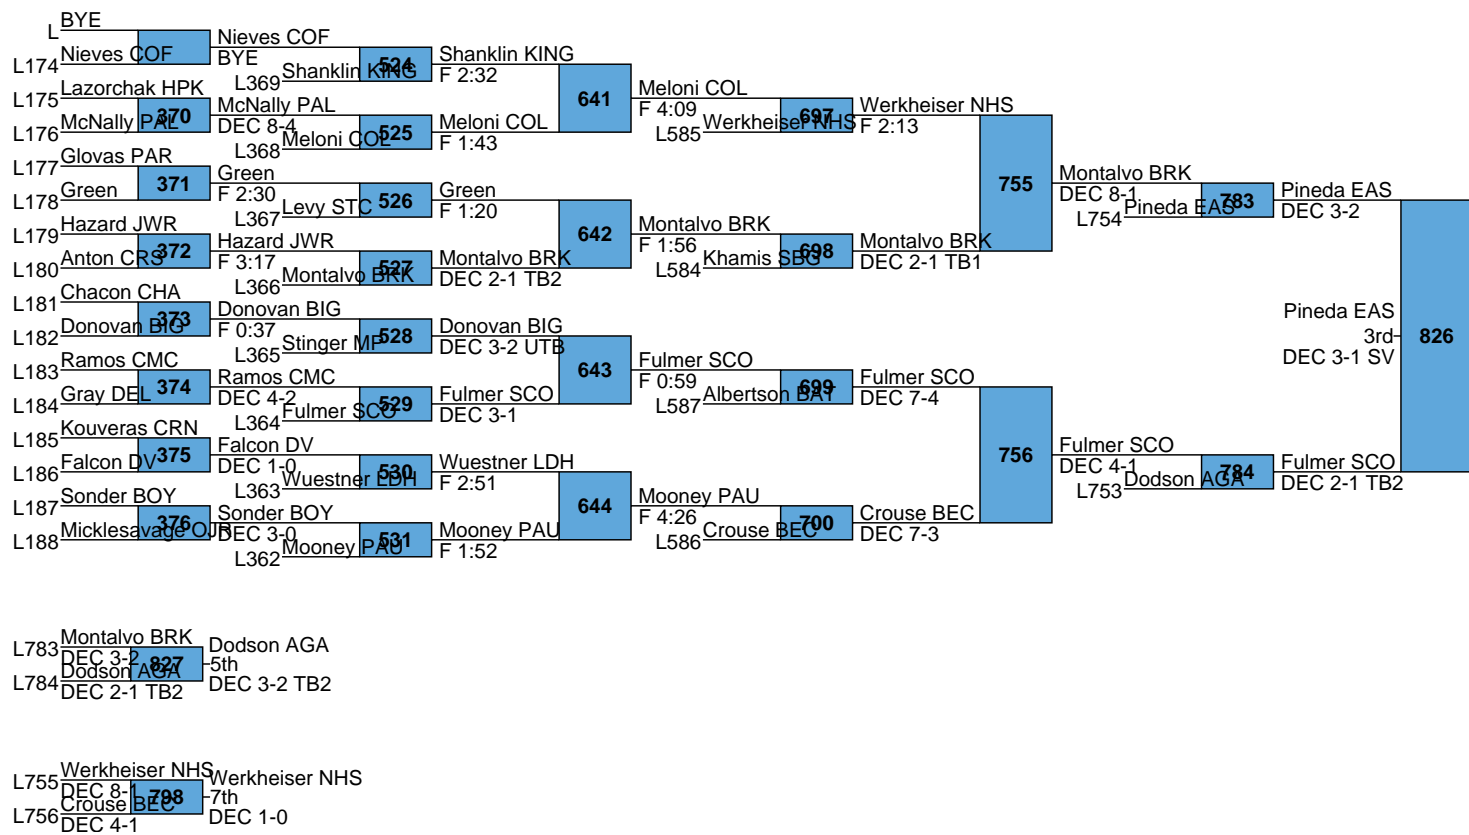 BYE
L
Nieves COF
BYE
Nieves COF
L174
L369
Shanklin KING
524
Shanklin KING
F 2:32
Lazorchak HPK
L175
370
McNally PAL
L176
McNally PAL
DEC 8-4
L368
Meloni COL
525
Meloni COL
F 1:43
641
Meloni COL
F 4:09
L585
Werkheiser NHS
697
Werkheiser NHS
F 2:13
Glovas PAR
L177
371
Green
L178
Green
F 2:30
L367
Levy STC
526
Green
F 1:20
Hazard JWR
L179
372
Anton CRS
L180
Hazard JWR
F 3:17
L366
Montalvo BRK
527
Montalvo BRK
DEC 2-1 TB2
642
Montalvo BRK
F 1:56
L584
Khamis SBG
698
Montalvo BRK
DEC 2-1 TB1
755
Montalvo BRK
DEC 8-1
L754
Pineda EAS
783
Pineda EAS
DEC 3-2
Chacon CHA
L181
373
Donovan BIG
L182
Donovan BIG
F 0:37
L365
Stinger MP
528
Donovan BIG
DEC 3-2 UTB
Ramos CMC
L183
374
Gray DEL
L184
Ramos CMC
DEC 4-2
L364
Fulmer SCO
529
Fulmer SCO
DEC 3-1
643
Fulmer SCO
F 0:59
L587
Albertson BAT
699
Fulmer SCO
DEC 7-4
Kouveras CRN
L185
375
Falcon DV
L186
Falcon DV
DEC 1-0
L363
Wuestner LDH
530
Wuestner LDH
F 2:51
Sonder BOY
L187
376
Micklesavage OJR
L188
Sonder BOY
DEC 3-0
L362
Mooney PAU
531
Mooney PAU
F 1:52
644
Mooney PAU
F 4:26
L586
Crouse BEC
700
Crouse BEC
DEC 7-3
756
Fulmer SCO
DEC 4-1
L753
Dodson AGA
784
Fulmer SCO
DEC 2-1 TB2
826
Pineda EAS
3rd
DEC 3-1 SV
L783
Montalvo BRK
DEC 3-2
827
L784
Dodson AGA
DEC 2-1 TB2
Dodson AGA
5th
DEC 3-2 TB2
L755
Werkheiser NHS
DEC 8-1
798
L756
Crouse BEC
DEC 4-1
Werkheiser NHS
7th
DEC 1-0